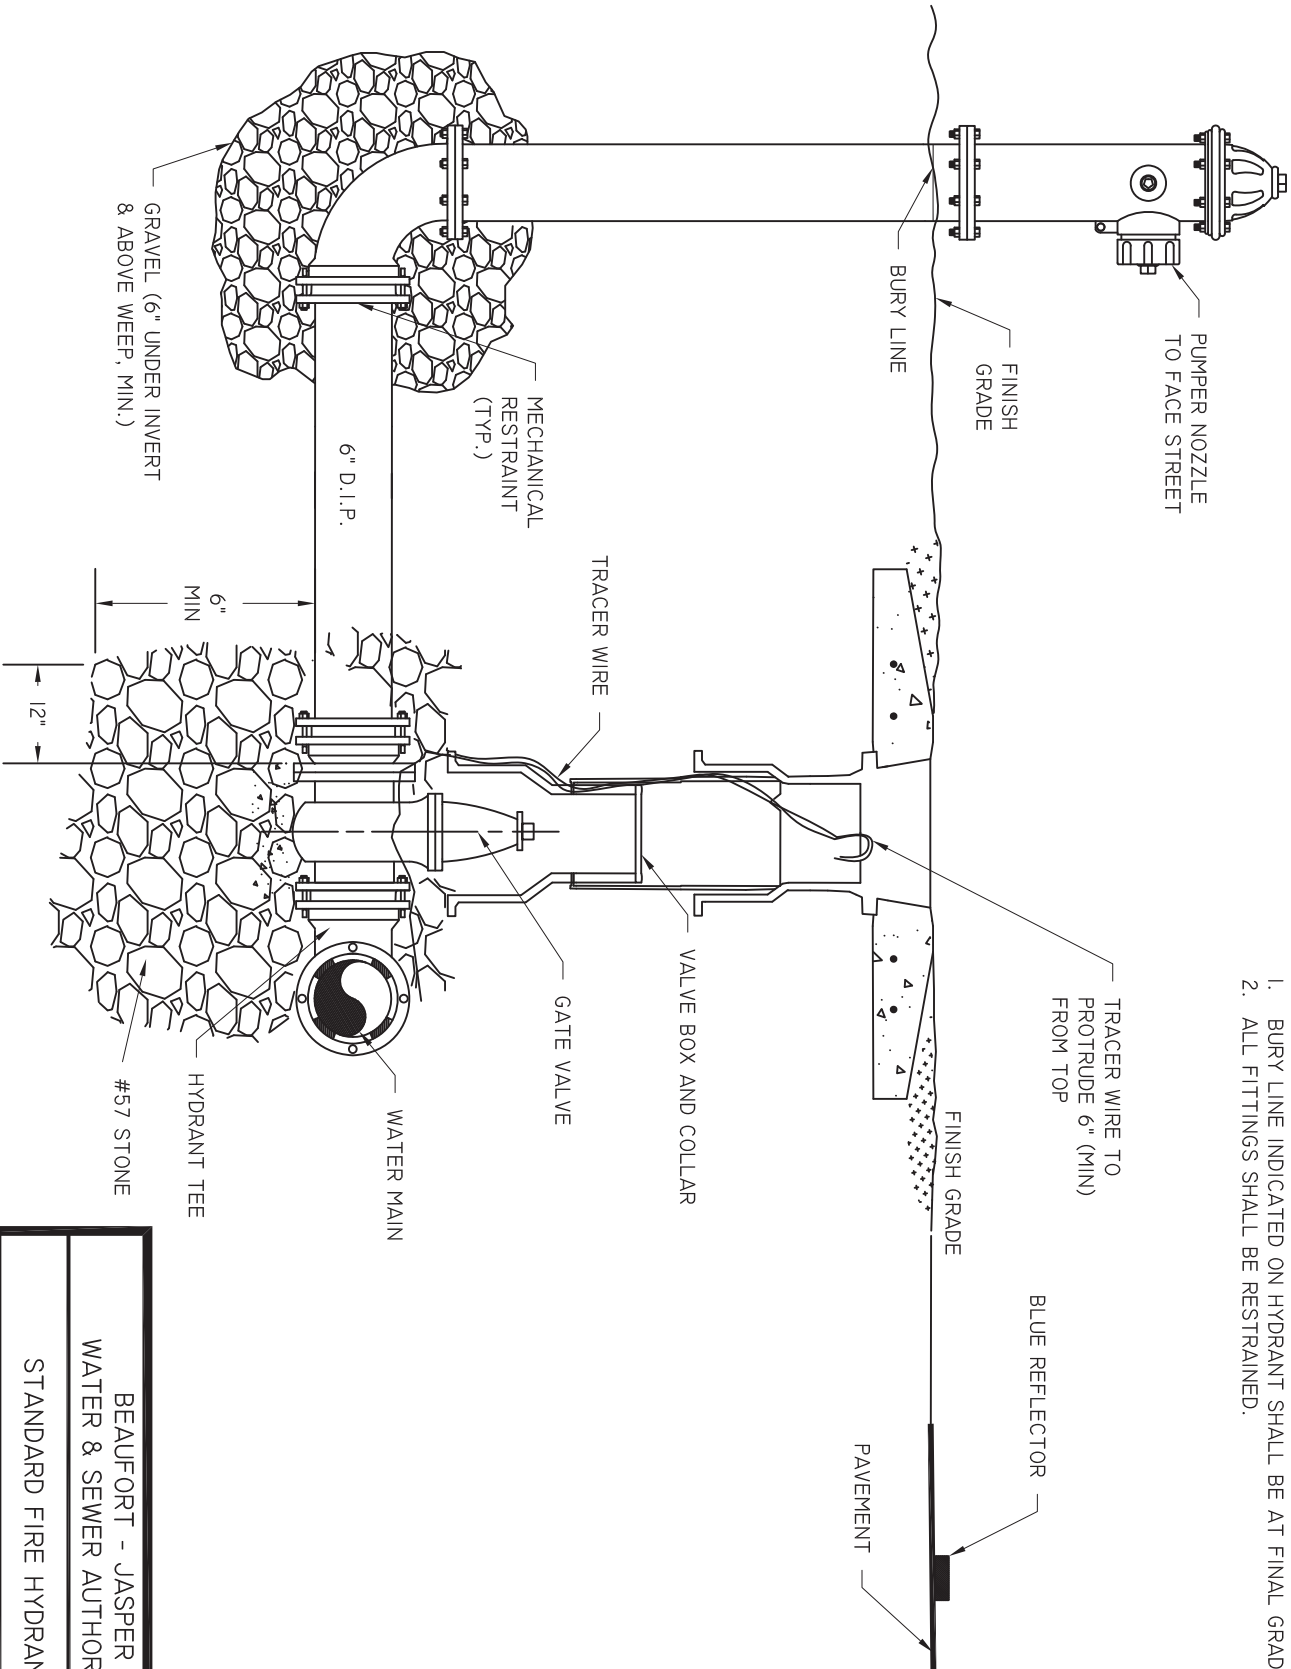 1. BURY LINE INDICATED ON HYDRANT SHALL BE AT FINAL
2. ALL FITTINGS SHALL BE RESTRAINED.
PUMPER NOZZLE
TO FACE STREET
FINISH
GRADE
BURY LINE
TRACER WIRE TO
PROTRUDE 6" (MIN)
FROM TOP
BLUE REFLECTOR
FINISH GRADE
PAVEMENT
TRACER WIRE
VALVE BOX AND COLLAR
MECHANICAL
RESTRAINT
(TYP.)
GATE VALVE
6" D.I.P.
WATER MAIN
GRAVEL (6" UNDER INVERT
& ABOVE WEEP, MIN.)
6"
MIN
HYDRANT TEE
12"
#57 STONE
BEAUFORT - JASPER
WATER & SEWER
STANDARD FIRE